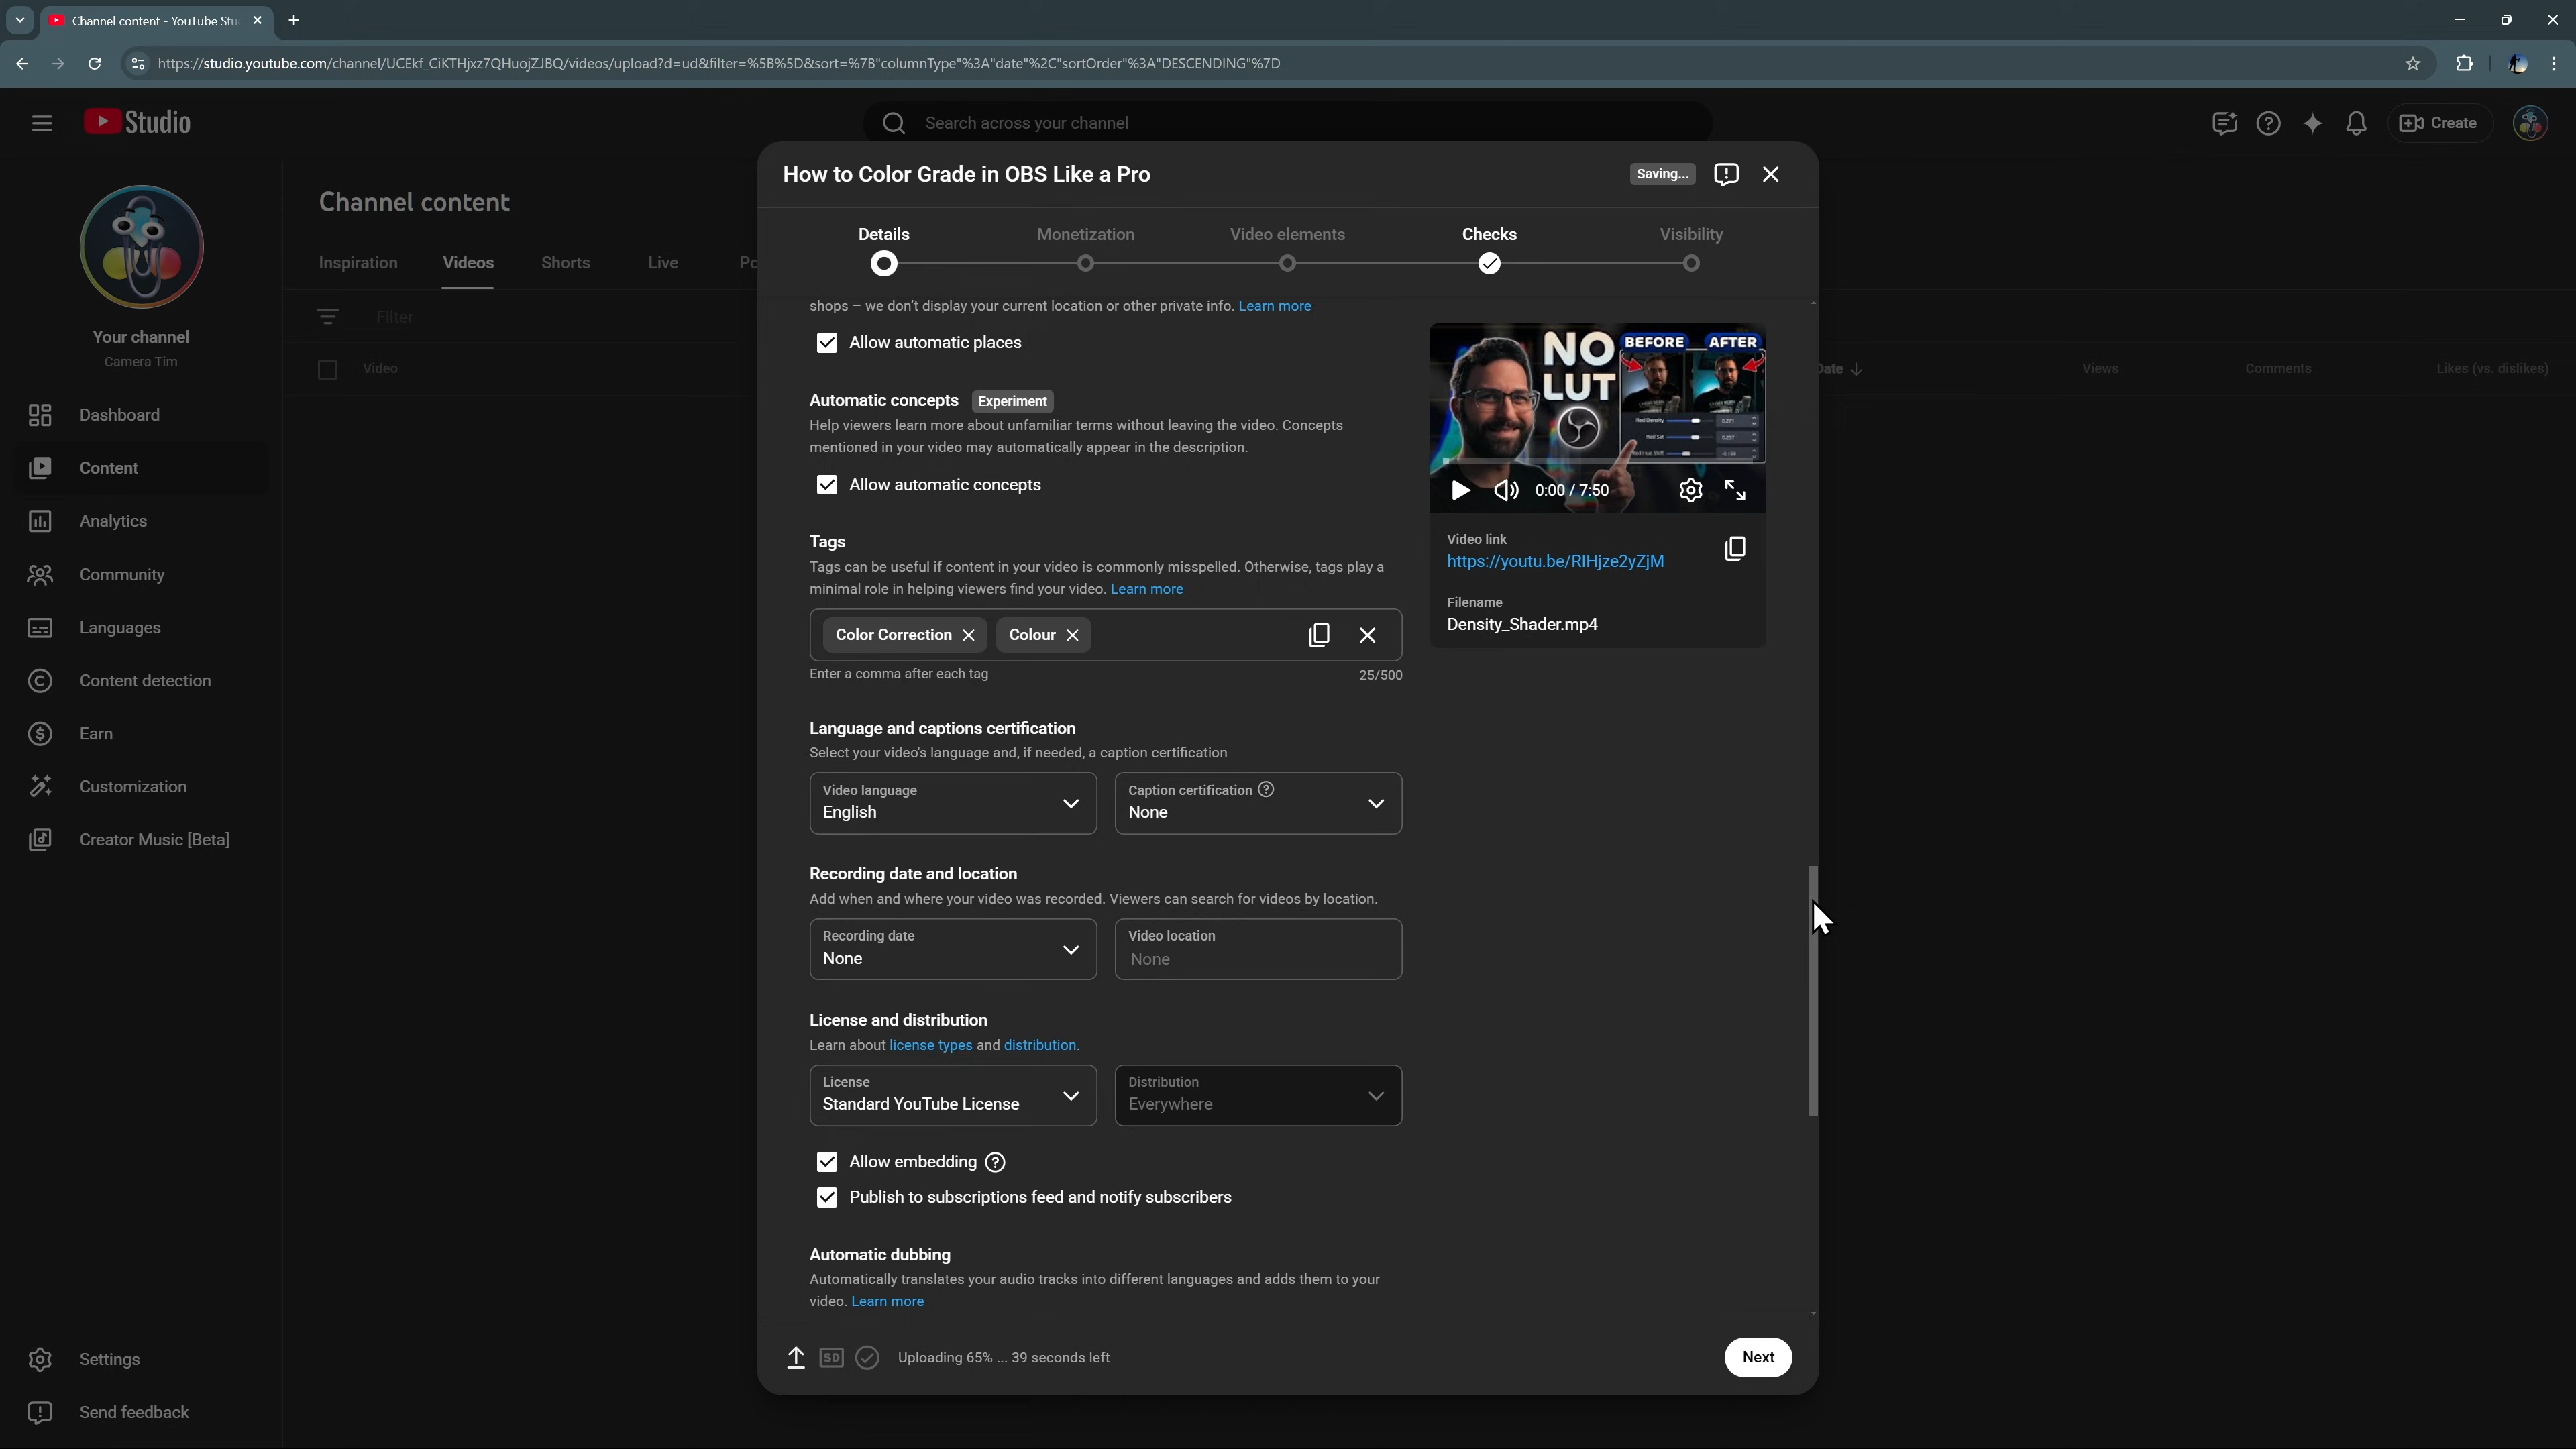 Channel content - YouTube Stu
https://studio.youtube.com/channel/UCEkf_CiKTHjxz7QHuojZJBQ/videos/upload?d=ud&filter=%5B%5D&sort=%7B"columnType"%3A"date"%2C"sortOrder"%3A"DESCENDING"%7D
Studio
Search across your channel
Create
Your channel
Camera Tim
Dashboard
Content
Analytics
Community
Languages
Content detection
Earn
Customization
Creator Music [Beta]
Settings
Send feedback
Channel content
Inspiration
Videos
Shorts
Live
Po
Filter
Video
Date
Views
Comments
Likes (vs. dislikes)
How to Color Grade in OBS Like a Pro
Saving...
Details
Monetization
Video elements
Checks
Visibility
shops – we don't display your current location or other private info. Learn more
Allow automatic places
Automatic concepts Experiment
Help viewers learn more about unfamiliar terms without leaving the video. Concepts
mentioned in your video may automatically appear in the description.
Allow automatic concepts
Tags
Tags can be useful if content in your video is commonly misspelled. Otherwise, tags play a
minimal role in helping viewers find your video. Learn more
Color Correction
Colour
Enter a comma after each tag
25/500
Language and captions certification
Select your video's language and, if needed, a caption certification
Video language
English
Caption certification
None
Recording date and location
Add when and where your video was recorded. Viewers can search for videos by location.
Recording date
None
Video location
None
License and distribution
Learn about license types and distribution.
License
Standard YouTube License
Distribution
Everywhere
Allow embedding
Publish to subscriptions feed and notify subscribers
Automatic dubbing
Automatically translates your audio tracks into different languages and adds them to your
video. Learn more
NO
LUT
BEFORE
AFTER
Red Density 0.271
Red Sat 0.297
Red Hue Shift
0:00 / 7:50
Video link
https://youtu.be/RIHjze2yZjM
Filename
Density_Shader.mp4
SD
Uploading 65% ... 39 seconds left
Next